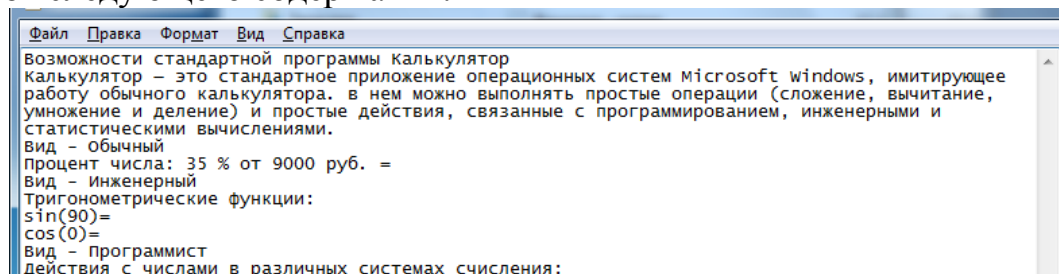 Файл Правка Формат Вид Справка
Возможности стандартной программы Калькулятор
Калькулятор – это стандартное приложение операционных систем Microsoft Windows, имитирующее
работу обычного калькулятора. в нем можно выполнять простые операции (сложение, вычитание,
умножение и деление) и простые действия, связанные с программированием, инженерными и
статистическими вычислениями.
Вид – Обычный
Процент числа: 35 % от 9000 руб. =
Вид – Инженерный
Тригонометрические функции:
sin(90)=
cos(0)=
Вид – Программист
Действия с числами в различных системах счисления: